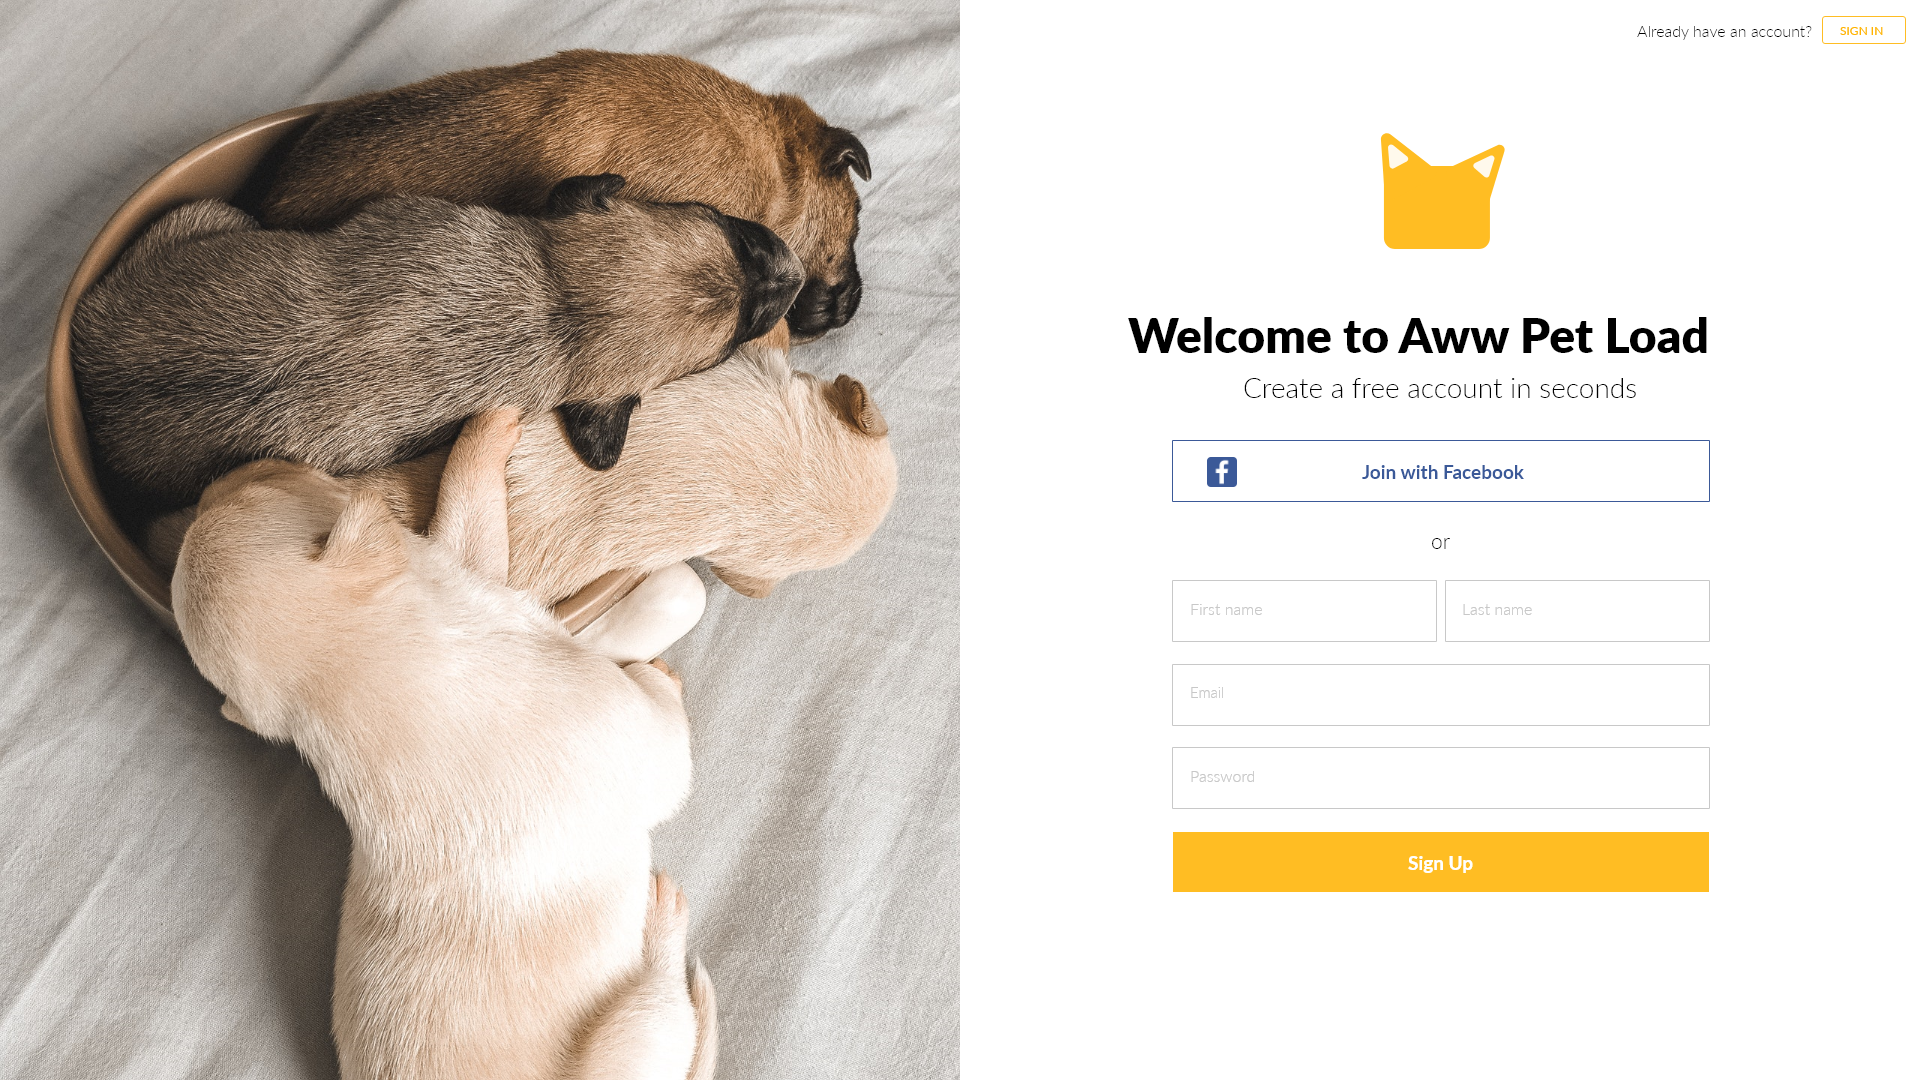 Already have an account? SIGN IN
Welcome to Aww Pet Load
Create a free account in seconds
Join with Facebook
or
First name Last name
Email
Password
Sign Up